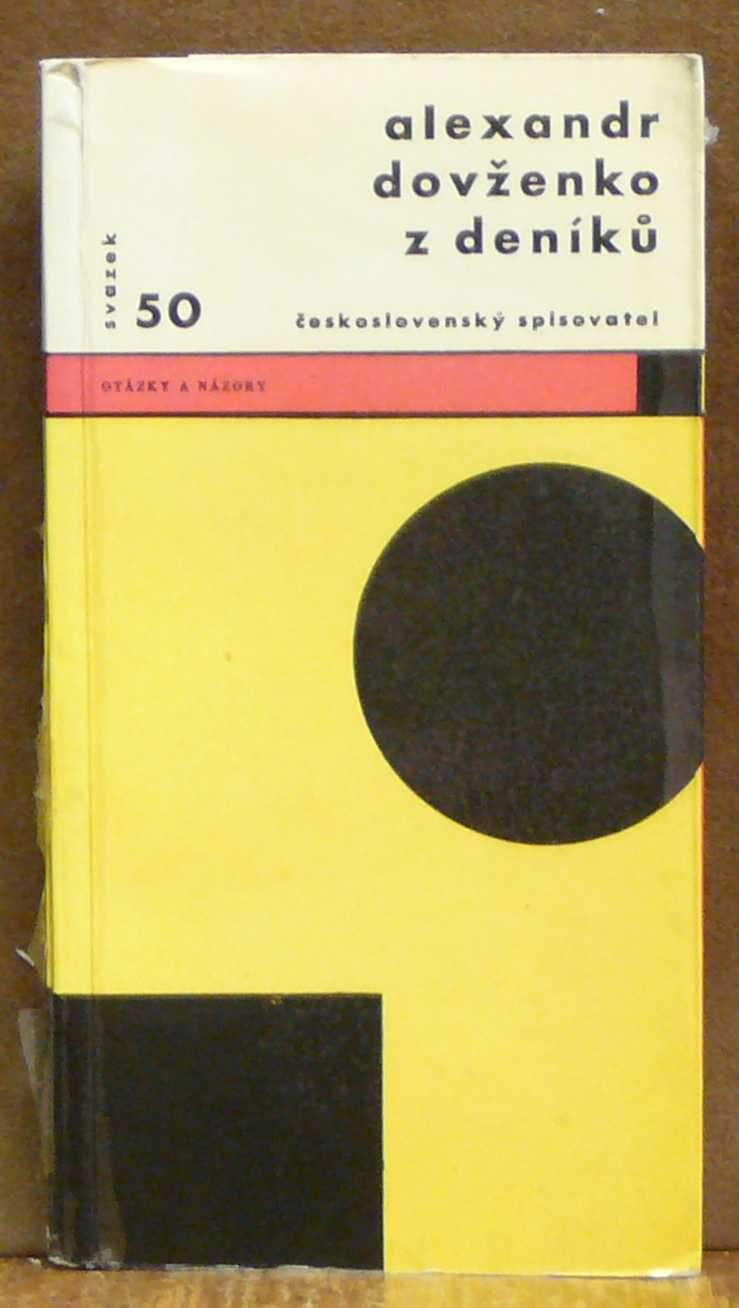 alexandr
dovženko
z deníků
svazek
50
československý spisovatel
OTÁZKY A NÁZORY